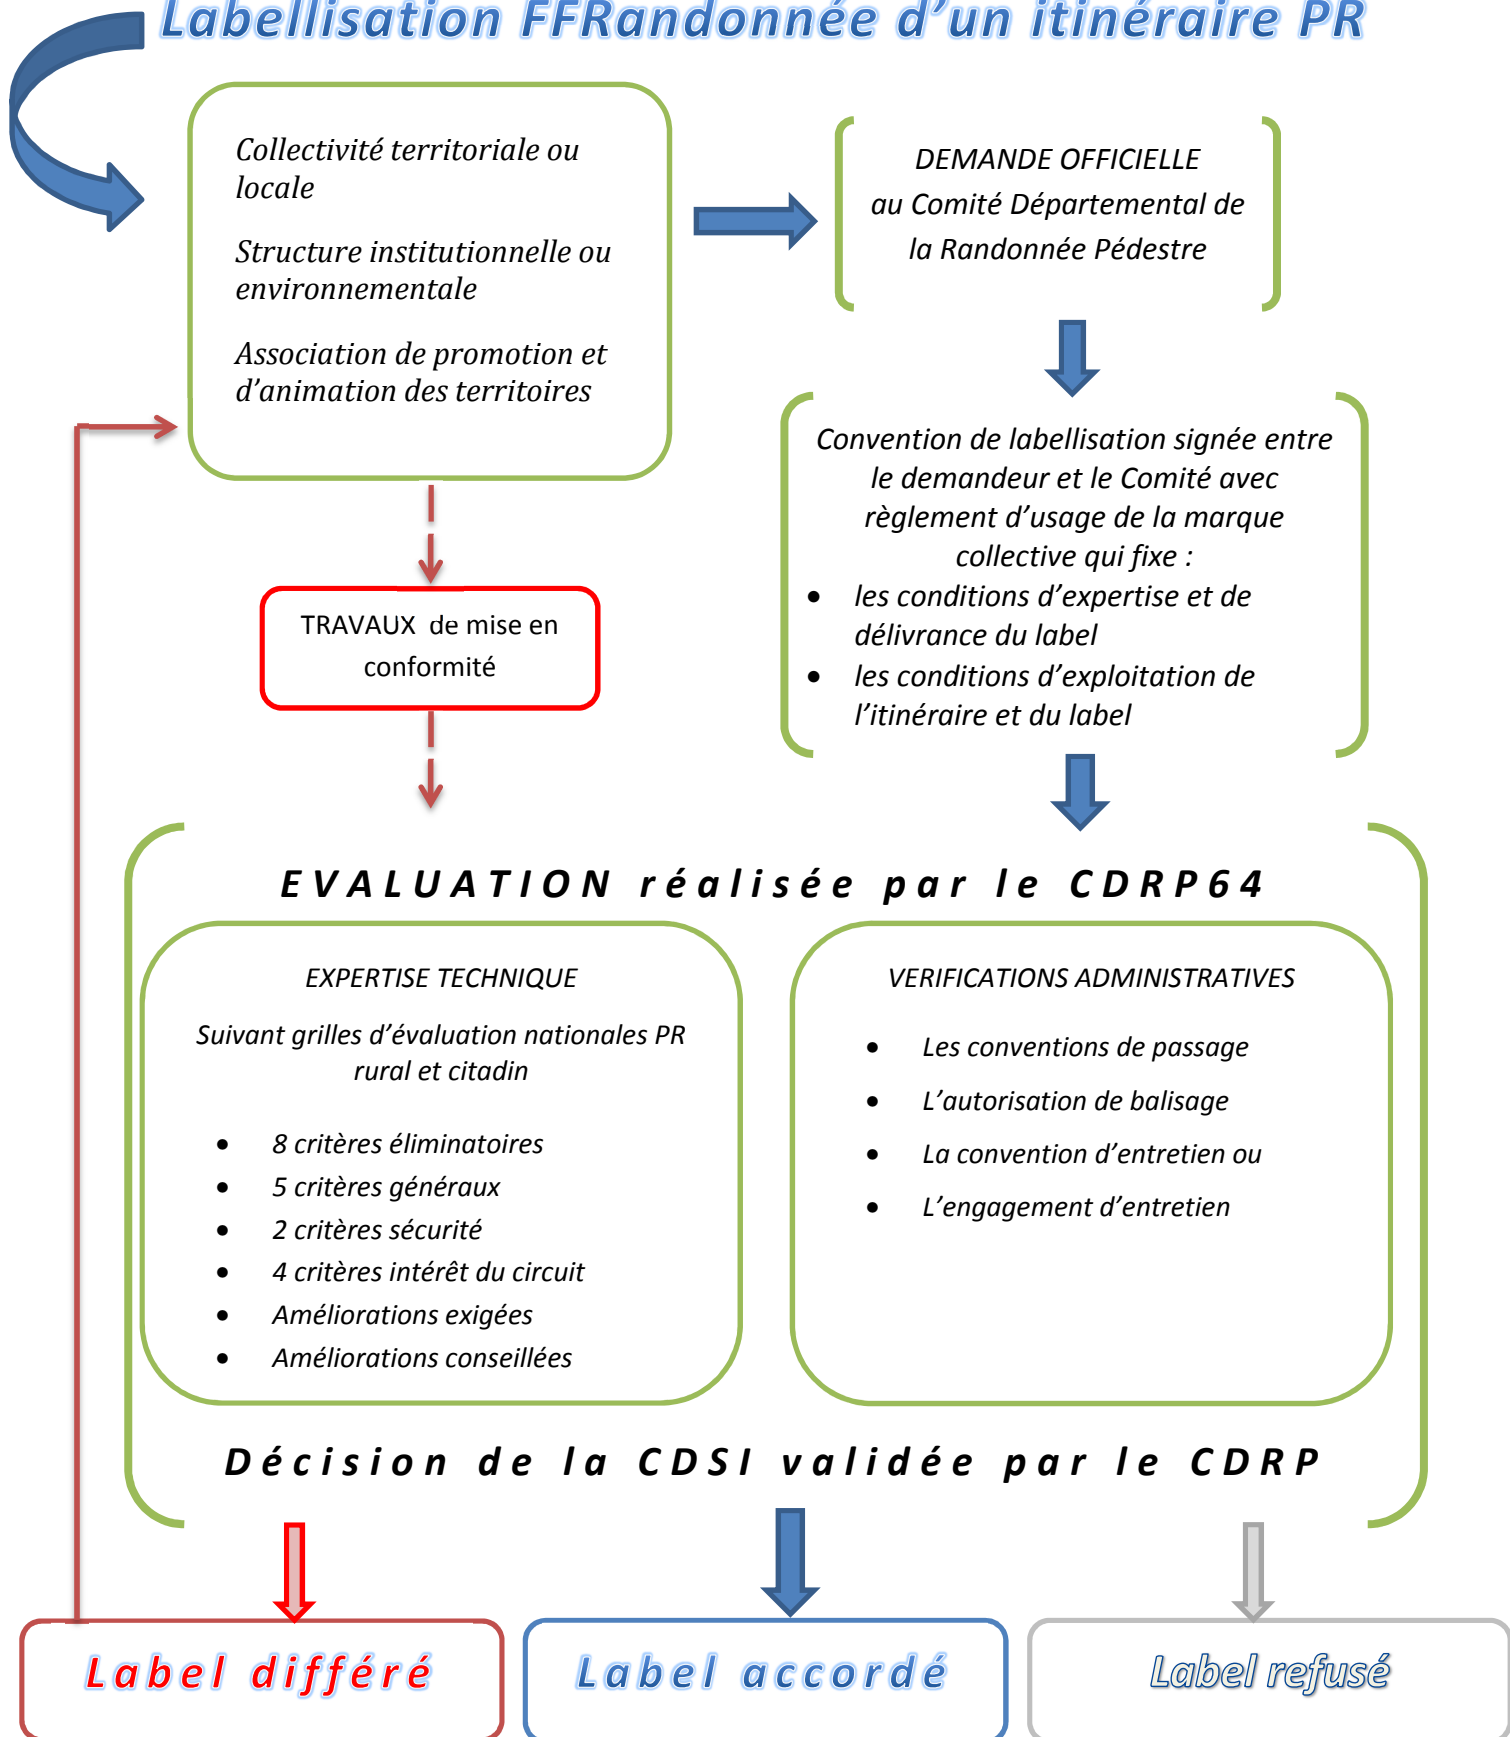 Labellisation FFRandonnée d’un itinéraire PR
Collectivité territoriale ou
locale
Structure institutionnelle ou
environnementale
Association de promotion et
d’animation des territoires
DEMANDE OFFICIELLE
au Comité Départemental de
la Randonnée Pédestre
Convention de labellisation signée entre
le demandeur et le Comité avec
règlement d’usage de la marque
collective qui fixe :
• les conditions d’expertise et de
délivrance du label
• les conditions d’exploitation de
l’itinéraire et du label
TRAVAUX de mise en
conformité
EVALUATION réalisée par le CDRP64
EXPERTISE TECHNIQUE
Suivant grilles d’évaluation nationales PR
rural et citadin
• 8 critères éliminatoires
• 5 critères généraux
• 2 critères sécurité
• 4 critères intérêt du circuit
• Améliorations exigées
• Améliorations conseillées
VERIFICATIONS ADMINISTRATIVES
• Les conventions de passage
• L’autorisation de balisage
• La convention d’entretien ou
• L’engagement d’entretien
Décision de la CDSI validée par le CDRP
Label différé
Label accordé
Label refusé